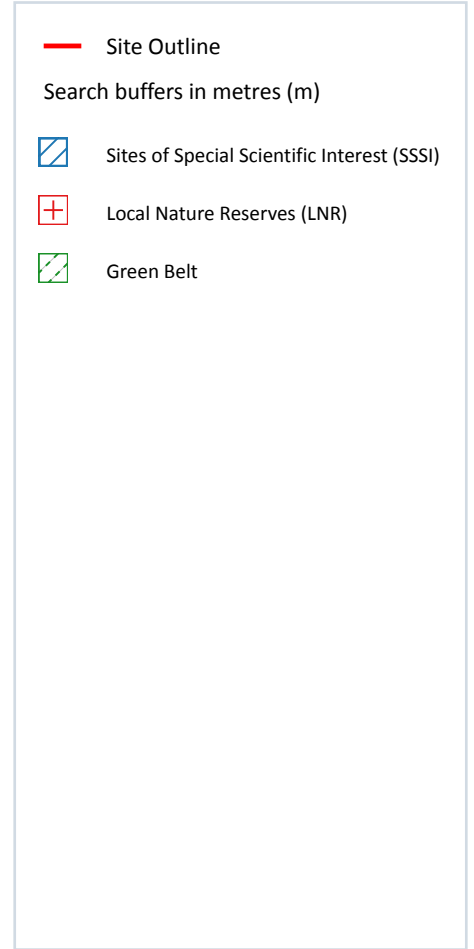 Site Outline
Search buffers in metres (m)
Sites of Special Scientific Interest (SSSI)
Local Nature Reserves (LNR)
Green Belt